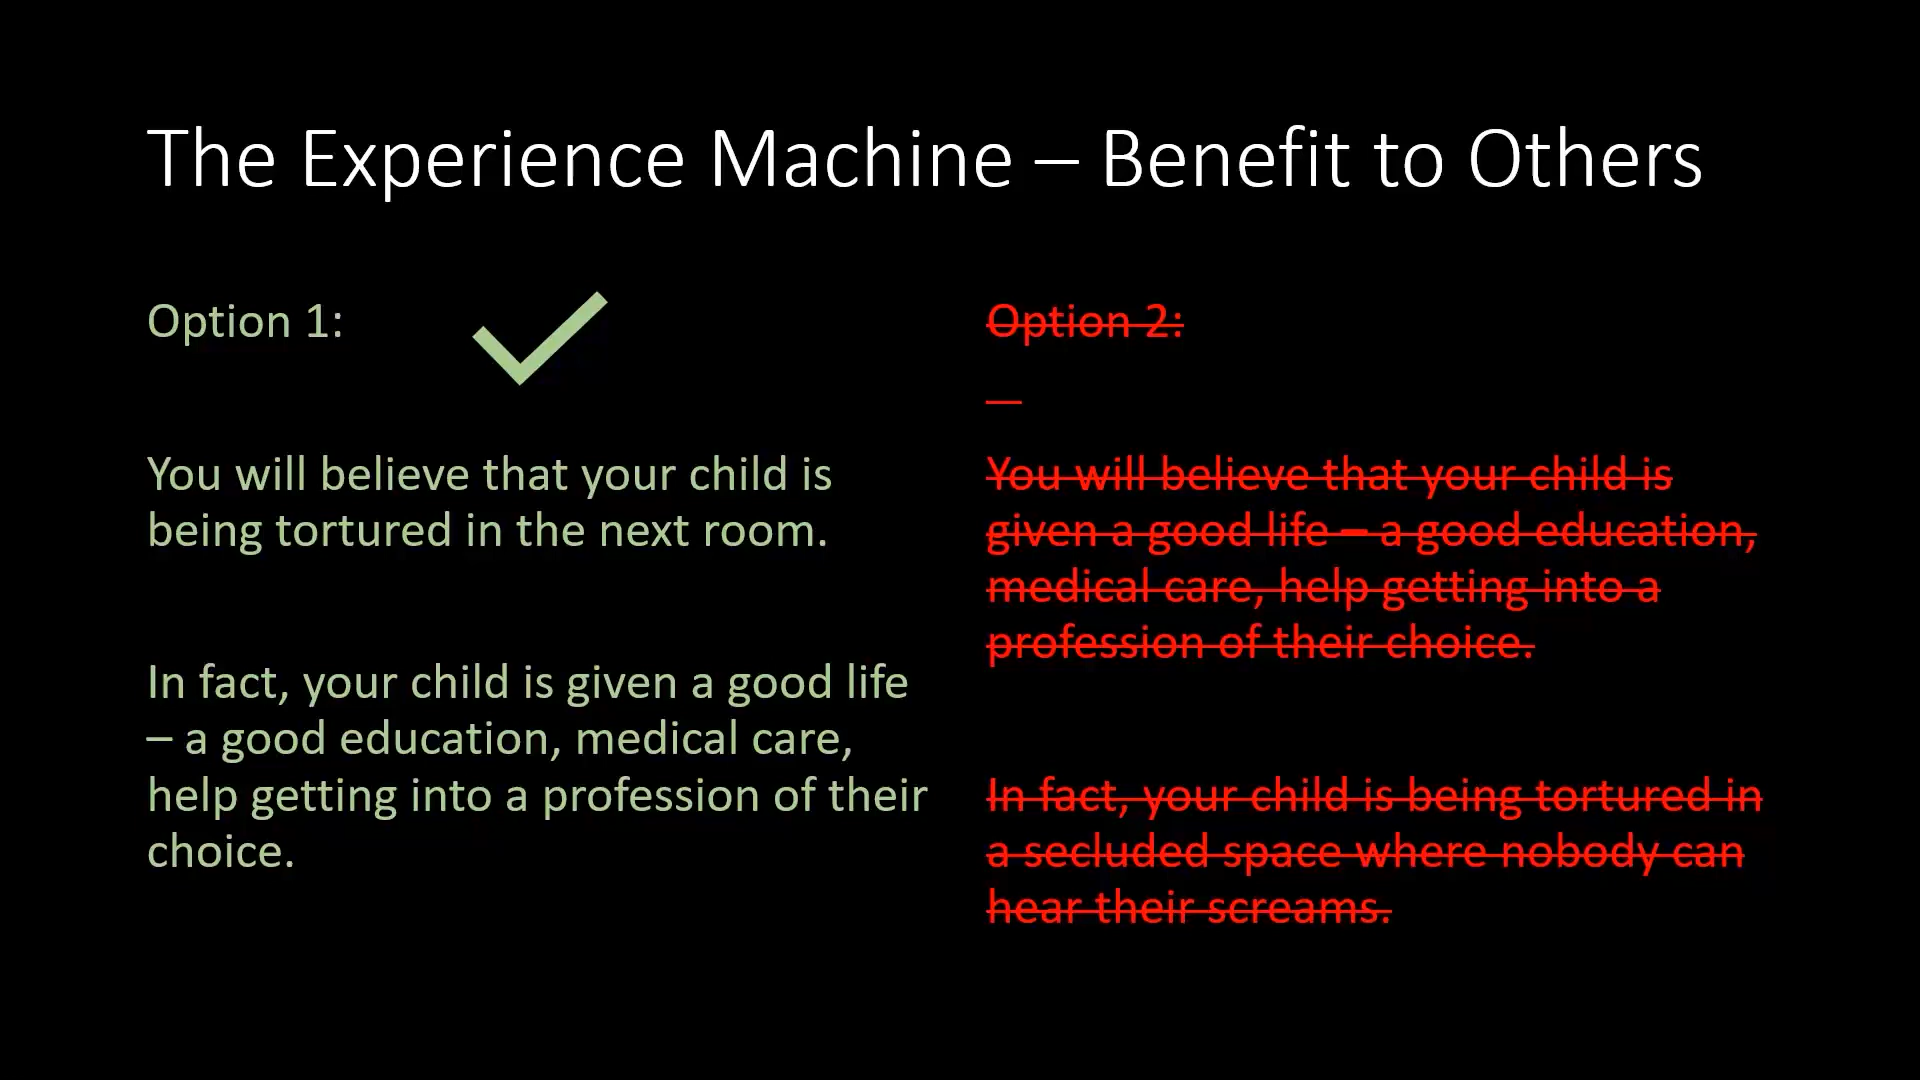 The Experience Machine – Benefit to Others
Option 1:
You will believe that your child is
being tortured in the next room.
In fact, your child is given a good life
– a good education, medical care,
help getting into a profession of their
choice.
Option 2:
You will believe that your child is
given a good life – a good education,
medical care, help getting into a
profession of their choice.
In fact, your child is being tortured in
a secluded space where nobody can
hear their screams.